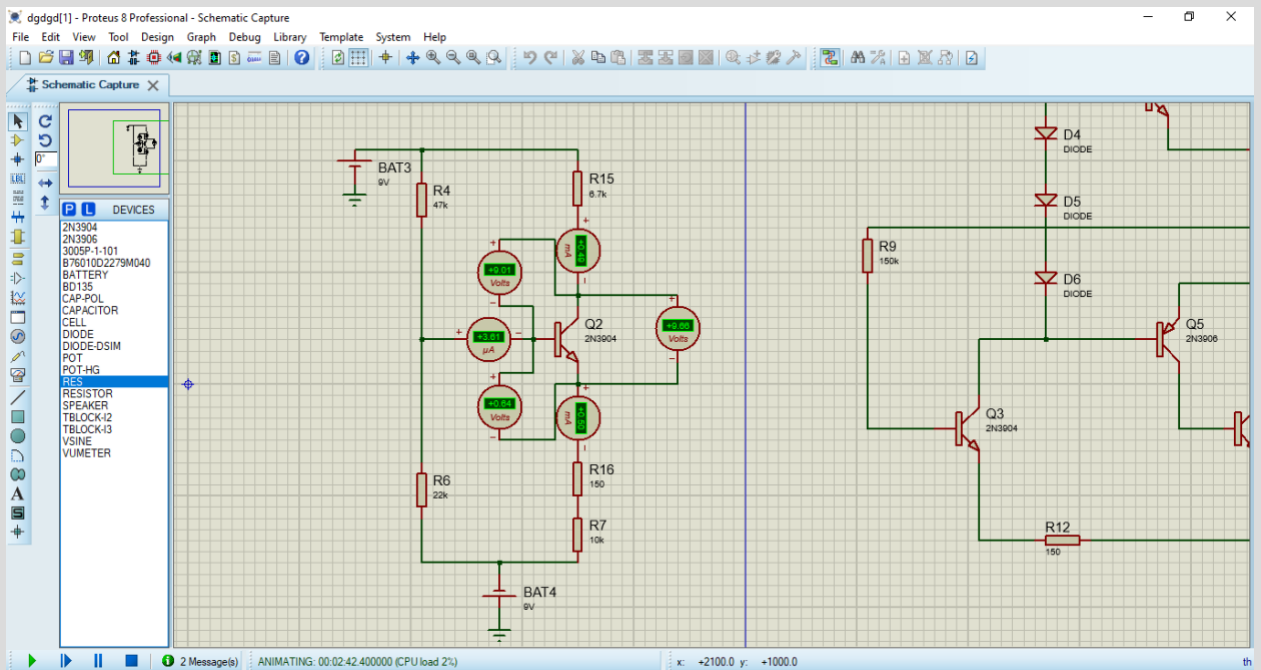 dgdgd[1] - Proteus 8 Professional - Schematic Capture
File Edit View Tool Design Graph Debug Library Template System Help
Schematic Capture
0°
P L DEVICES
2N3904
2N3906
3005P-1-101
B76010D2279M040
BATTERY
BD135
CAP-POL
CAPACITOR
CELL
DIODE
DIODE-DSIM
POT
POT-HG
RES
RESISTOR
SPEAKER
TBLOCK-I2
TBLOCK-I3
VSINE
VUMETER
BAT3
9V
R4
47k
R15
6.7k
mA
+9.01
Volts
+3.61
µA
Q2
2N3904
+9.66
Volts
+0.64
Volts
mA
+0.50
R16
150
R6
22k
R7
10k
BAT4
9V
D4
DIODE
D5
DIODE
R9
150k
D6
DIODE
Q5
2N3906
Q3
2N3904
R12
150
2 Message(s)
ANIMATING: 00:02:42.400000 (CPU load 2%)
x: +2100.0 y: +1000.0
th